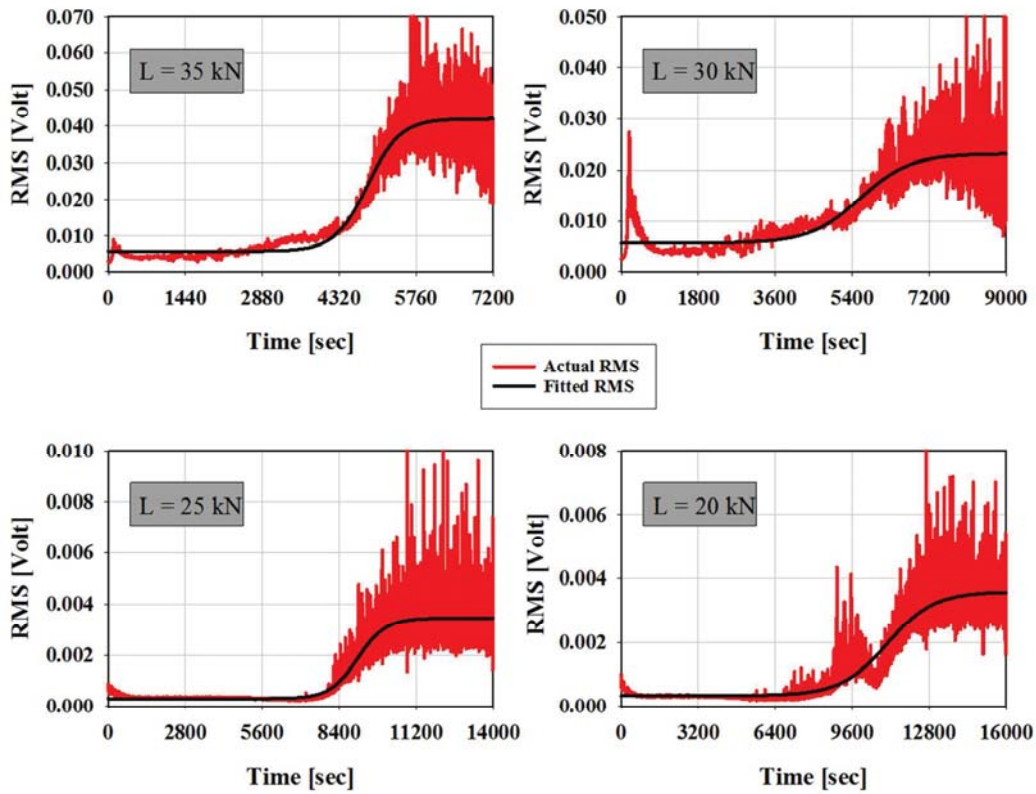 0.070
0.060
0.050
0.040
0.030
0.020
0.010
0.000
RMS [Volt]
L = 35 kN
0 1440 2880 4320 5760 7200
Time [sec]
0.050
0.040
0.030
0.020
0.010
0.000
RMS [Volt]
L = 30 kN
0 1800 3600 5400 7200 9000
Time [sec]
Actual RMS
Fitted RMS
0.010
0.008
0.006
0.004
0.002
0.000
RMS [Volt]
L = 25 kN
0 2800 5600 8400 11200 14000
Time [sec]
0.008
0.006
0.004
0.002
0.000
RMS [Volt]
L = 20 kN
0 3200 6400 9600 12800 16000
Time [sec]